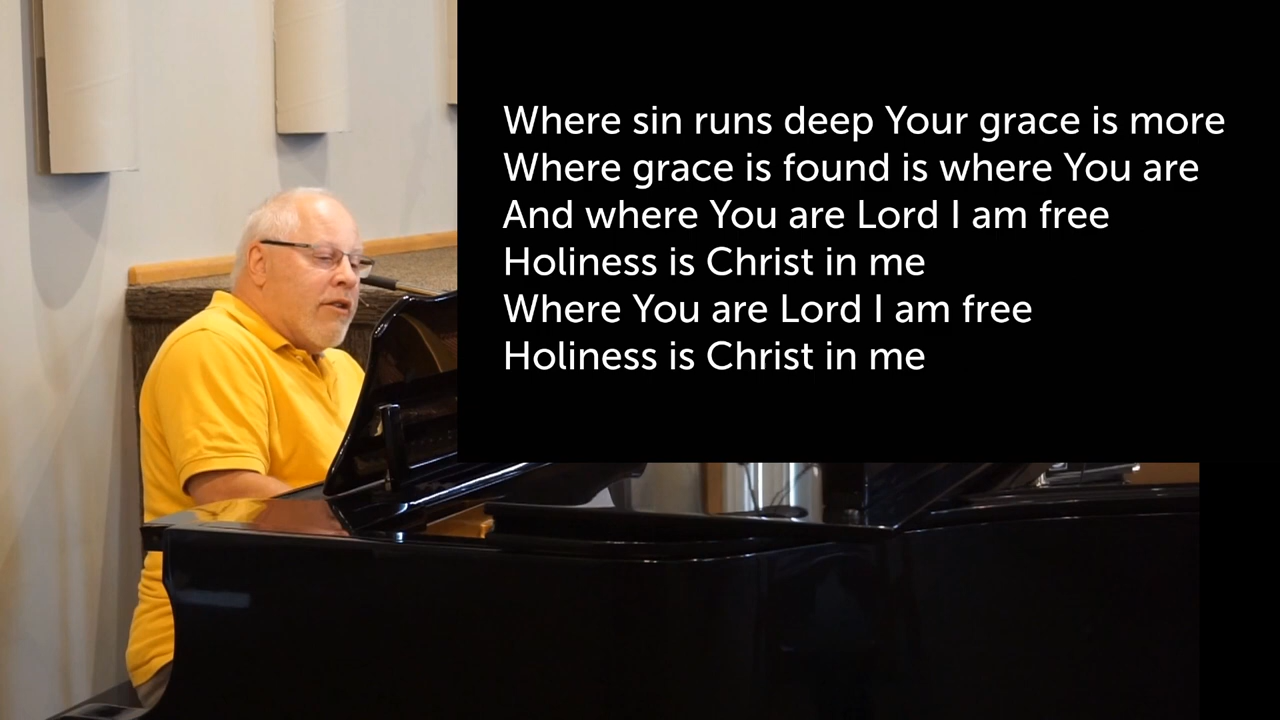 Where sin runs deep Your grace is more
Where grace is found is where You are
And where You are Lord I am free
Holiness is Christ in me
Where You are Lord I am free
Holiness is Christ in me